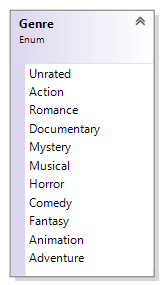 Genre
Enum
Unrated
Action
Romance
Documentary
Mystery
Musical
Horror
Comedy
Fantasy
Animation
Adventure